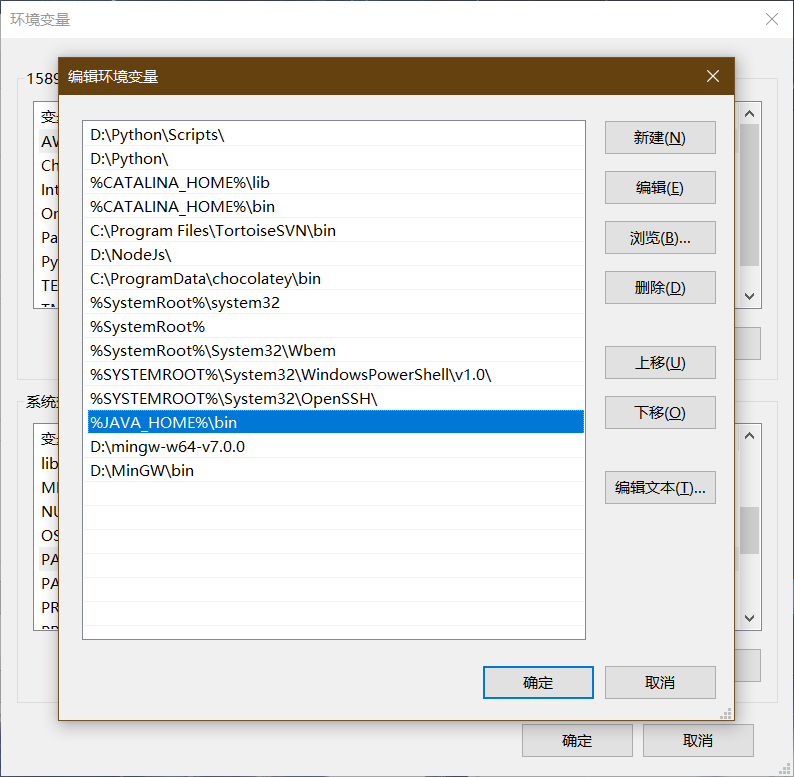 环境变量
1589
编辑环境变量
变
AW
Ch
Int
On
Pa
Py
TE
D:\Python\Scripts\
D:\Python\
%CATALINA_HOME%\lib
%CATALINA_HOME%\bin
C:\Program Files\TortoiseSVN\bin
D:\NodeJs\
C:\ProgramData\chocolatey\bin
%SystemRoot%\system32
%SystemRoot%
%SystemRoot%\System32\Wbem
%SYSTEMROOT%\System32\WindowsPowerShell\v1.0\
%SYSTEMROOT%\System32\OpenSSH\
%JAVA_HOME%\bin
D:\mingw-w64-v7.0.0
D:\MinGW\bin
新建(N)
编辑(E)
浏览(B)...
删除(D)
上移(U)
下移(O)
编辑文本(T)...
系统
变
lib
NU
OS
PA
PA
PR
确定
取消
确定
取消